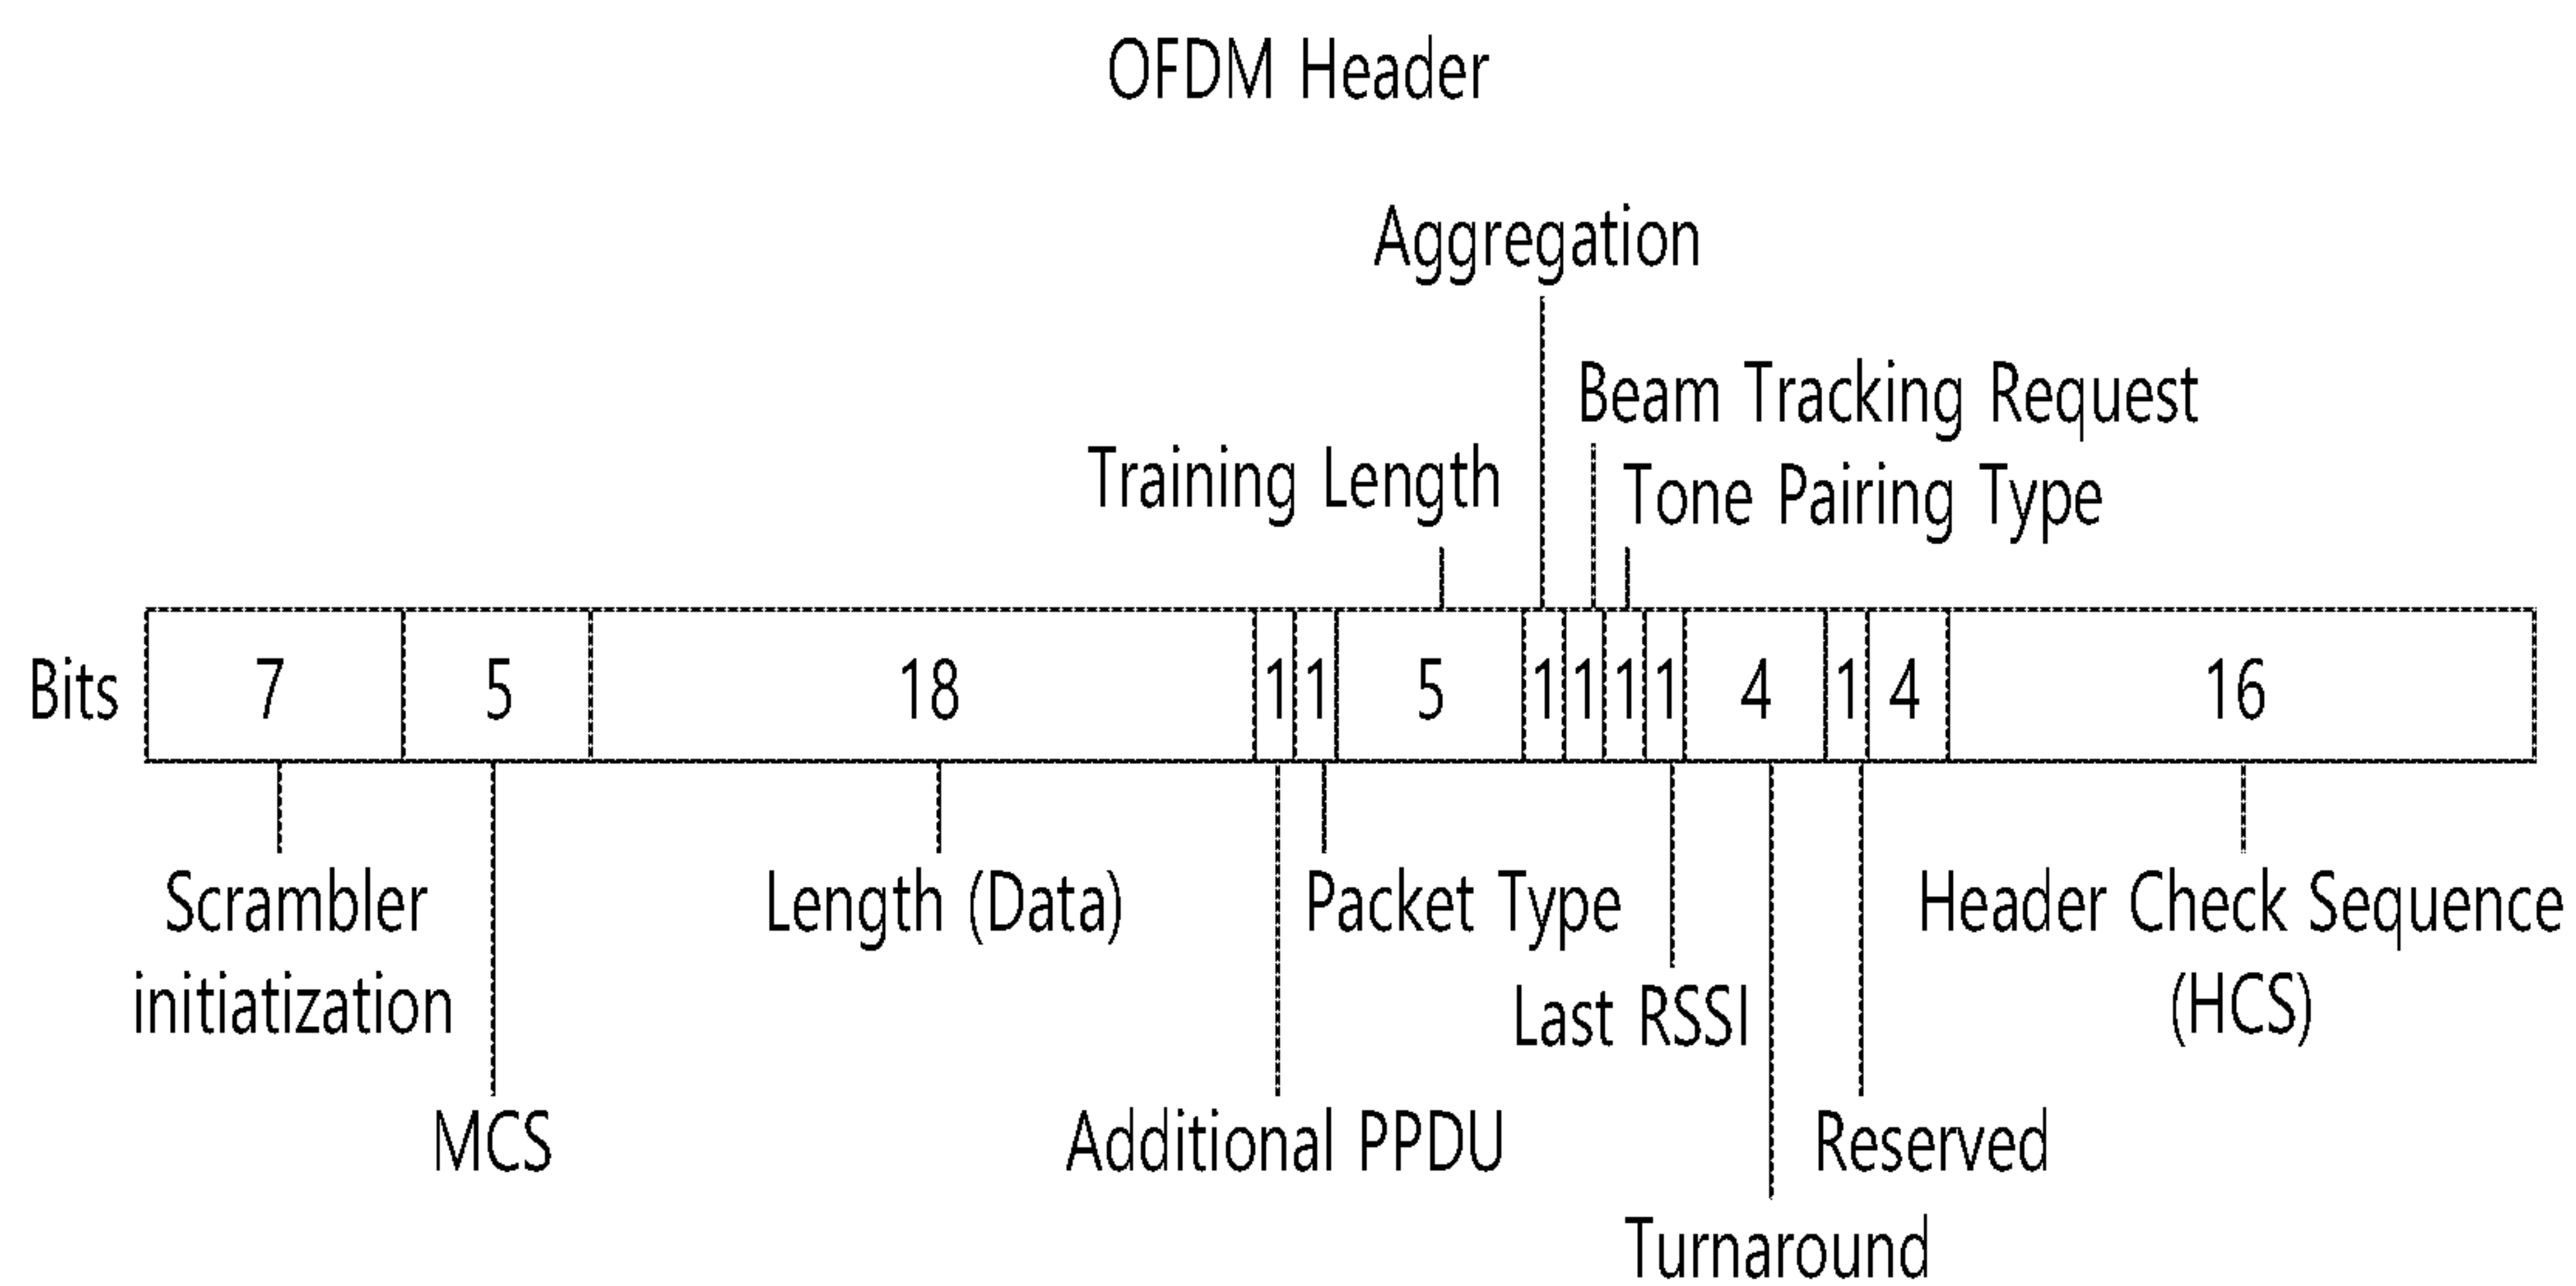 OFDM Header
Aggregation
Beam Tracking Request
Training Length
Tone Pairing Type
Bits 7 5 18 1 1 5 1 1 1 1 4 1 4 16
Scrambler
initiatization
Length (Data)
Packet Type
Header Check Sequence
(HCS)
Last RSSI
MCS
Additional PPDU
Reserved
Turnaround